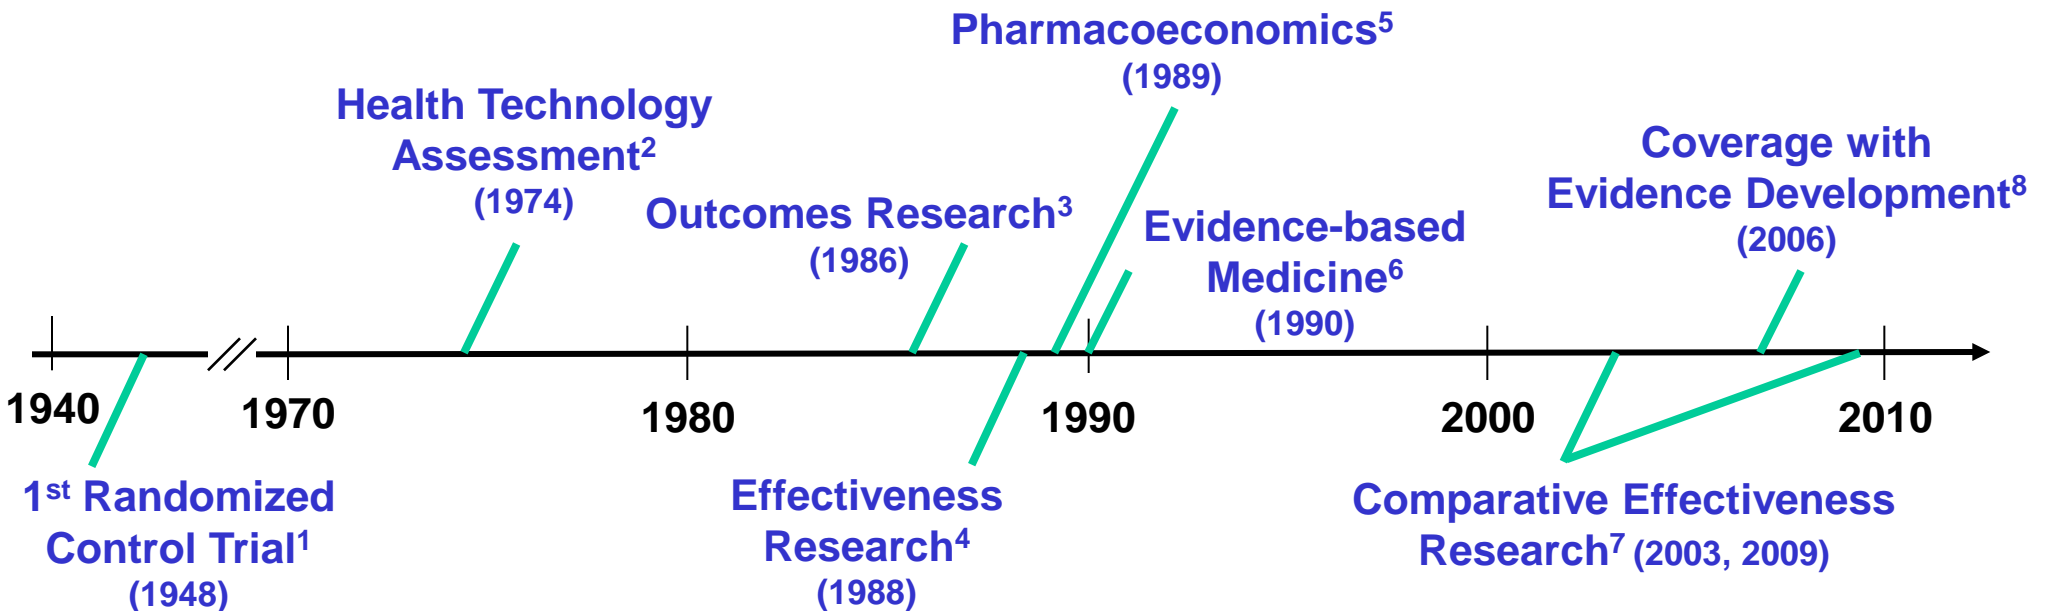 Pharmacoeconomics⁵
(1989)
Health Technology
Assessment²
(1974)
Outcomes Research³
(1986)
Evidence-based
Medicine⁶
(1990)
Coverage with
Evidence Development⁸
(2006)
1940
1970
1980
1990
2000
2010
1st Randomized
Control Trial¹
(1948)
Effectiveness
Research⁴
(1988)
Comparative Effectiveness
Research⁷ (2003, 2009)